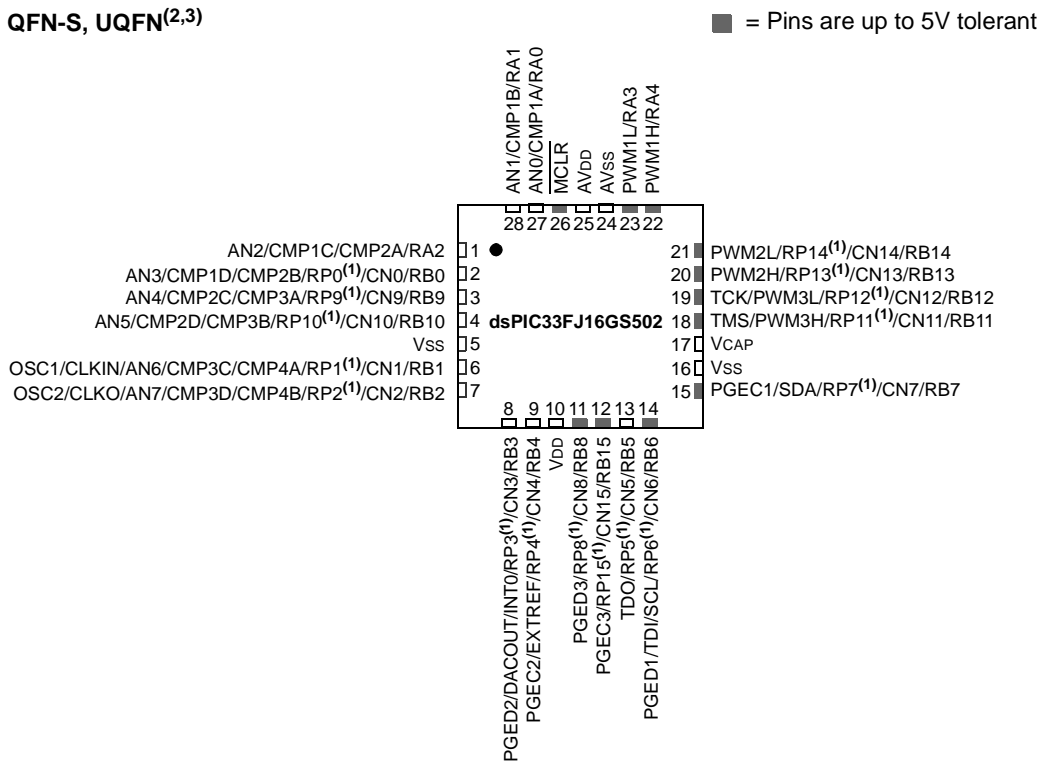 QFN-S, UQFN(2,3)
= Pins are up to 5V tolerant
AN1/CMP1B/RA1
AN0/CMP1A/RA0
MCLR
AVDD
AVSS
PWM1L/RA3
PWM1H/RA4
28 27 26 25 24 23 22
AN2/CMP1C/CMP2A/RA2 1
AN3/CMP1D/CMP2B/RP0(1)/CN0/RB0 2
AN4/CMP2C/CMP3A/RP9(1)/CN9/RB9 3
AN5/CMP2D/CMP3B/RP10(1)/CN10/RB10 4
VSS 5
OSC1/CLKIN/AN6/CMP3C/CMP4A/RP1(1)/CN1/RB1 6
OSC2/CLKO/AN7/CMP3D/CMP4B/RP2(1)/CN2/RB2 7
dsPIC33FJ16GS502
21 PWM2L/RP14(1)/CN14/RB14
20 PWM2H/RP13(1)/CN13/RB13
19 TCK/PWM3L/RP12(1)/CN12/RB12
18 TMS/PWM3H/RP11(1)/CN11/RB11
17 VCAP
16 VSS
15 PGEC1/SDA/RP7(1)/CN7/RB7
8 9 10 11 12 13 14
PGED2/DACOUT/INT0/RP3(1)/CN3/RB3
PGEC2/EXTREF/RP4(1)/CN4/RB4
VDD
PGED3/RP8(1)/CN8/RB8
PGEC3/RP15(1)/CN15/RB15
TDO/RP5(1)/CN5/RB5
PGED1/TDI/SCL/RP6(1)/CN6/RB6